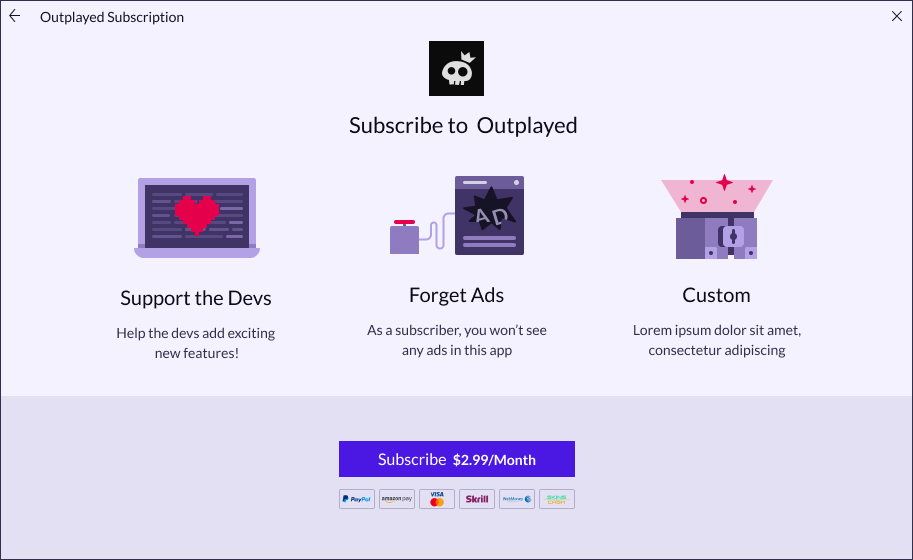 Outplayed Subscription
Subscribe to Outplayed
AD
Support the Devs
Help the devs add exciting
new features!
Forget Ads
As a subscriber, you won’t see
any ads in this app
Custom
Lorem ipsum dolor sit amet,
consectetur adipiscing
Subscribe $2.99/Month
PayPal amazon pay VISA Skrill WebMoney SKINS CASH